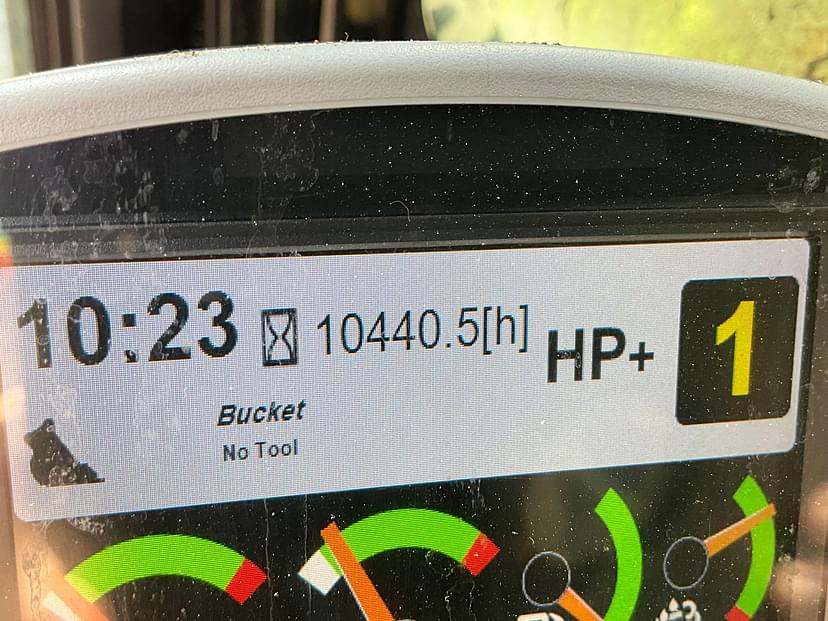 10:23 10440.5[h] HP+ 1
Bucket
No Tool